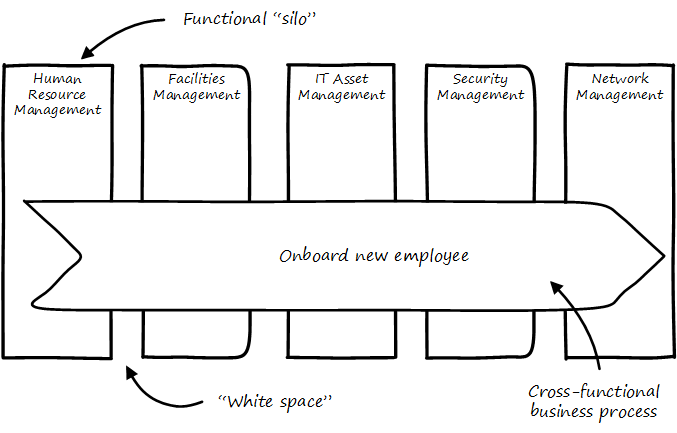 Functional “silo”
Human
Resource
Management
Facilities
Management
IT Asset
Management
Security
Management
Network
Management
Onboard new employee
“White space”
Cross-functional
business process